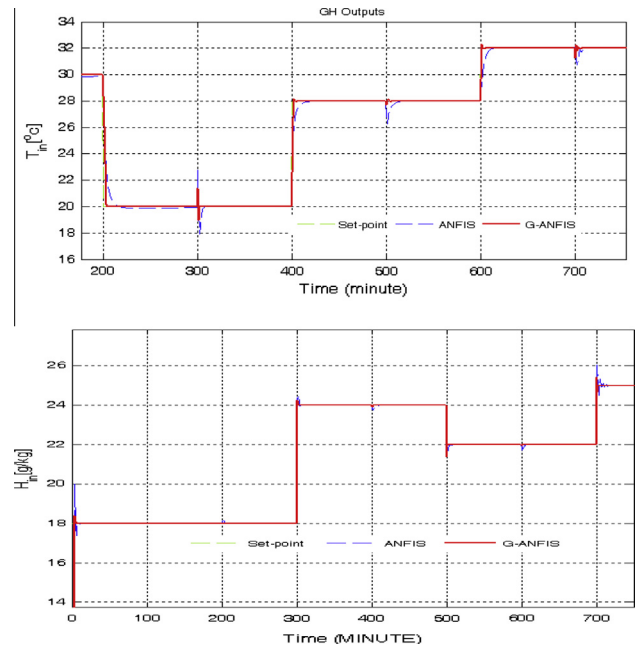 GH Outputs
34
32
30
28
26
24
22
20
18
16
T_in[°c]
Set-point ANFIS G-ANFIS
200 300 400 500 600 700
Time (minute)
26
24
22
20
18
16
14
H_in[g/kg]
Set-point ANFIS G-ANFIS
0 100 200 300 400 500 600 700
Time (MINUTE)